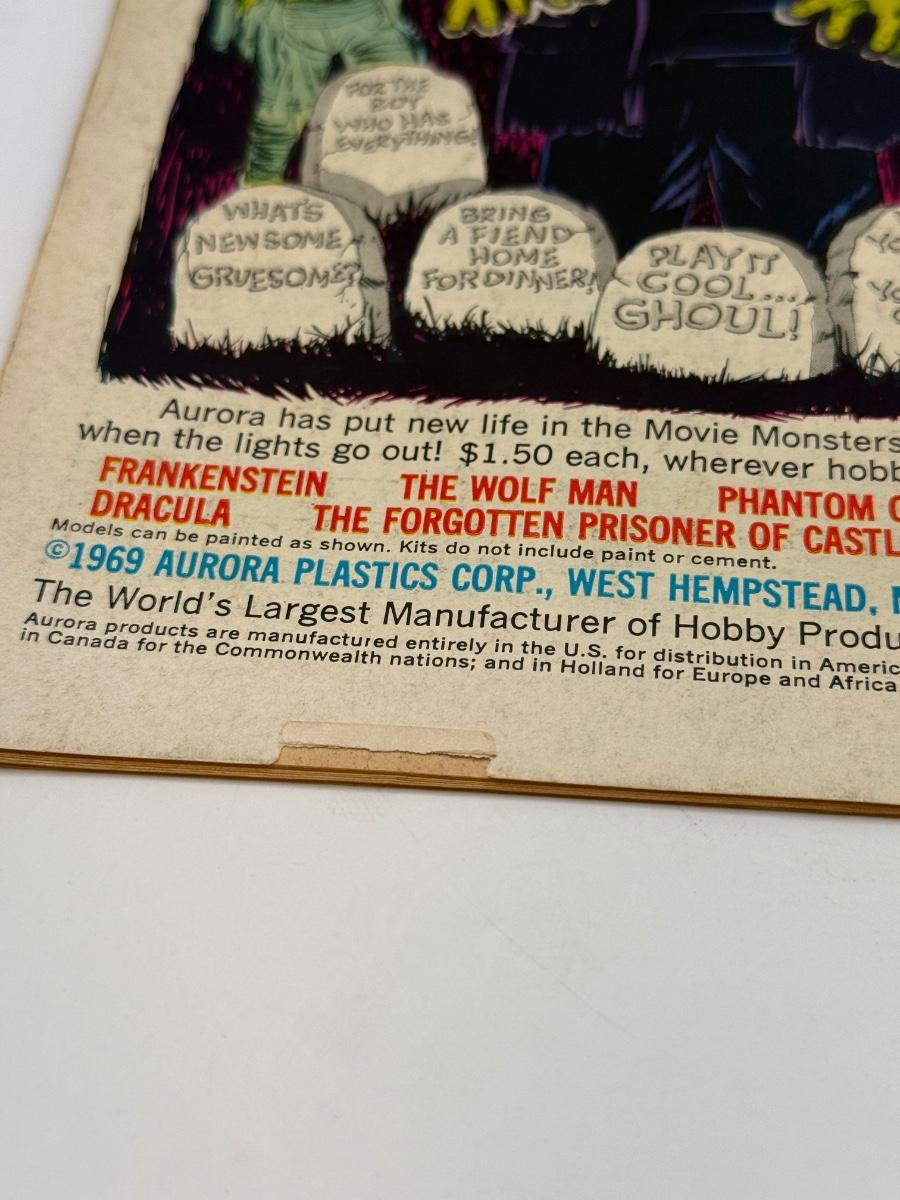 FOR THE
BOY
WHO HAS
EVERYTHING!
WHAT'S
NEWSOME
GRUESOME?
BRING
A FIEND
HOME
FOR DINNER!
PLAY IT
COOL...
GHOUL!
Aurora has put new life in the Movie Monsters
when the lights go out! $1.50 each, wherever hobb
FRANKENSTEIN THE WOLF MAN PHANTOM O
DRACULA THE FORGOTTEN PRISONER OF CASTL
Models can be painted as shown. Kits do not include paint or cement.
©1969 AURORA PLASTICS CORP., WEST HEMPSTEAD, N
The World's Largest Manufacturer of Hobby Produ
Aurora products are manufactured entirely in the U.S. for distribution in Americ
in Canada for the Commonwealth nations; and in Holland for Europe and Africa